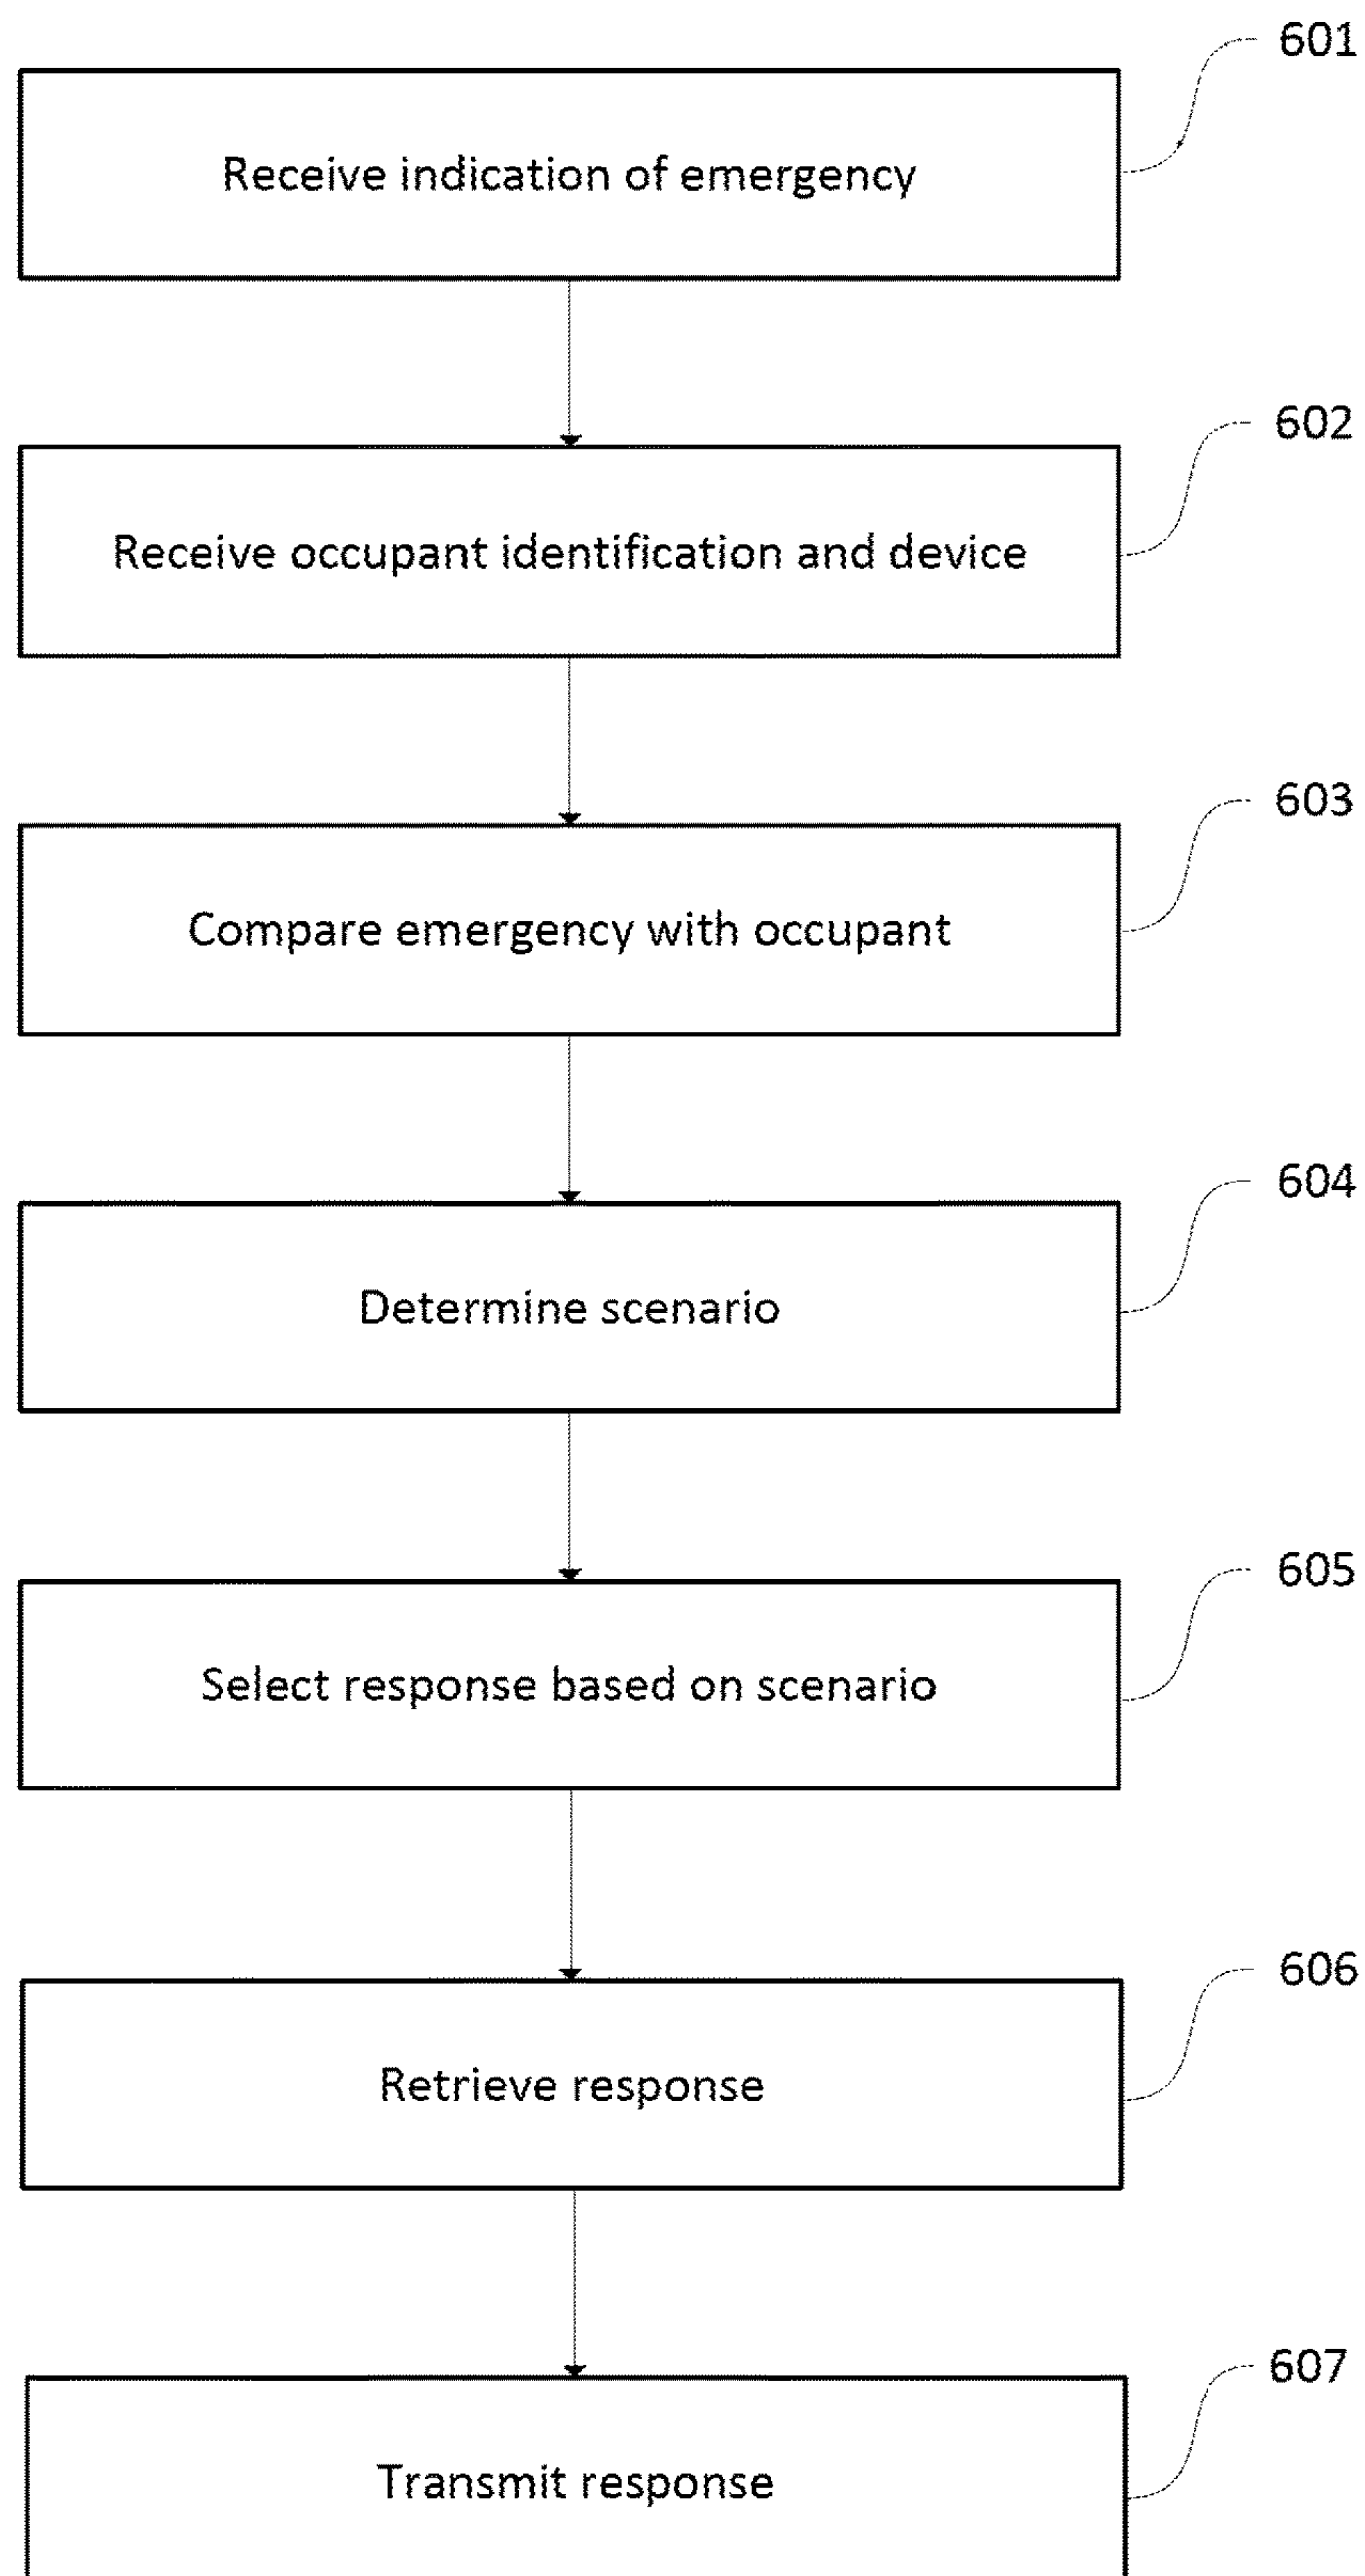 601
Receive indication of emergency
602
Receive occupant identification and device
603
Compare emergency with occupant
604
Determine scenario
605
Select response based on scenario
606
Retrieve response
607
Transmit response